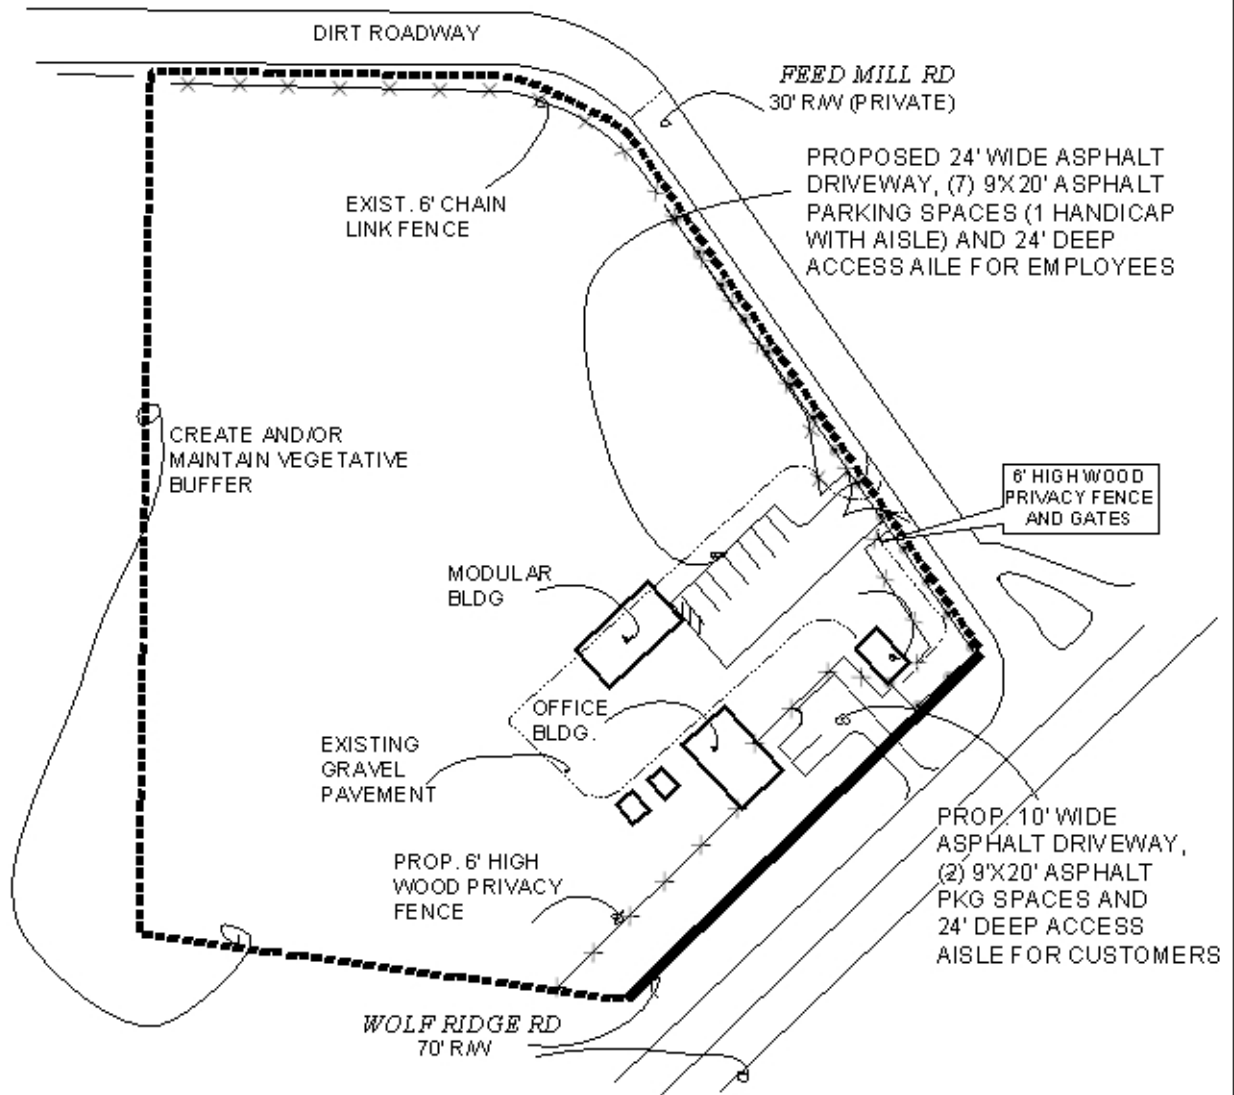 DIRT ROADWAY
FEED MILL RD
30' R/W (PRIVATE)
PROPOSED 24' WIDE ASPHALT
DRIVEWAY, (7) 9'X20' ASPHALT
PARKING SPACES (1 HANDICAP
WITH AISLE) AND 24' DEEP
ACCESS AILE FOR EMPLOYEES
EXIST. 6' CHAIN
LINK FENCE
CREATE AND/OR
MAINTAIN VEGETATIVE
BUFFER
6' HIGH WOOD
PRIVACY FENCE
AND GATES
MODULAR
BLDG
OFFICE
BLDG.
EXISTING
GRAVEL
PAVEMENT
PROP. 10' WIDE
ASPHALT DRIVEWAY,
(2) 9'X20' ASPHALT
PKG SPACES AND
24' DEEP ACCESS
AISLE FOR CUSTOMERS
PROP. 6' HIGH
WOOD PRIVACY
FENCE
WOLF RIDGE RD
70' R/W